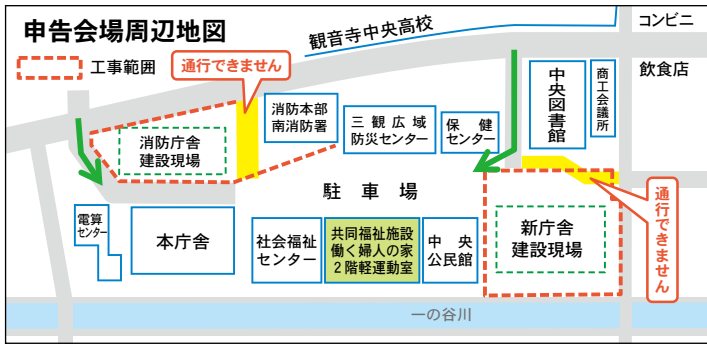 申告会場周辺地図
工事範囲
通行できません
観音寺中央高校
コンビニ
飲食店
中央図書館
商工会議所
消防本部
南消防署
三観広域
防災センター
保健
センター
消防庁舎
建設現場
駐車場
通行できません
電算
センター
本庁舎
社会福祉
センター
共同福祉施設
働く婦人の家
2階軽運動室
中央
公民館
新庁舎
建設現場
一の谷川